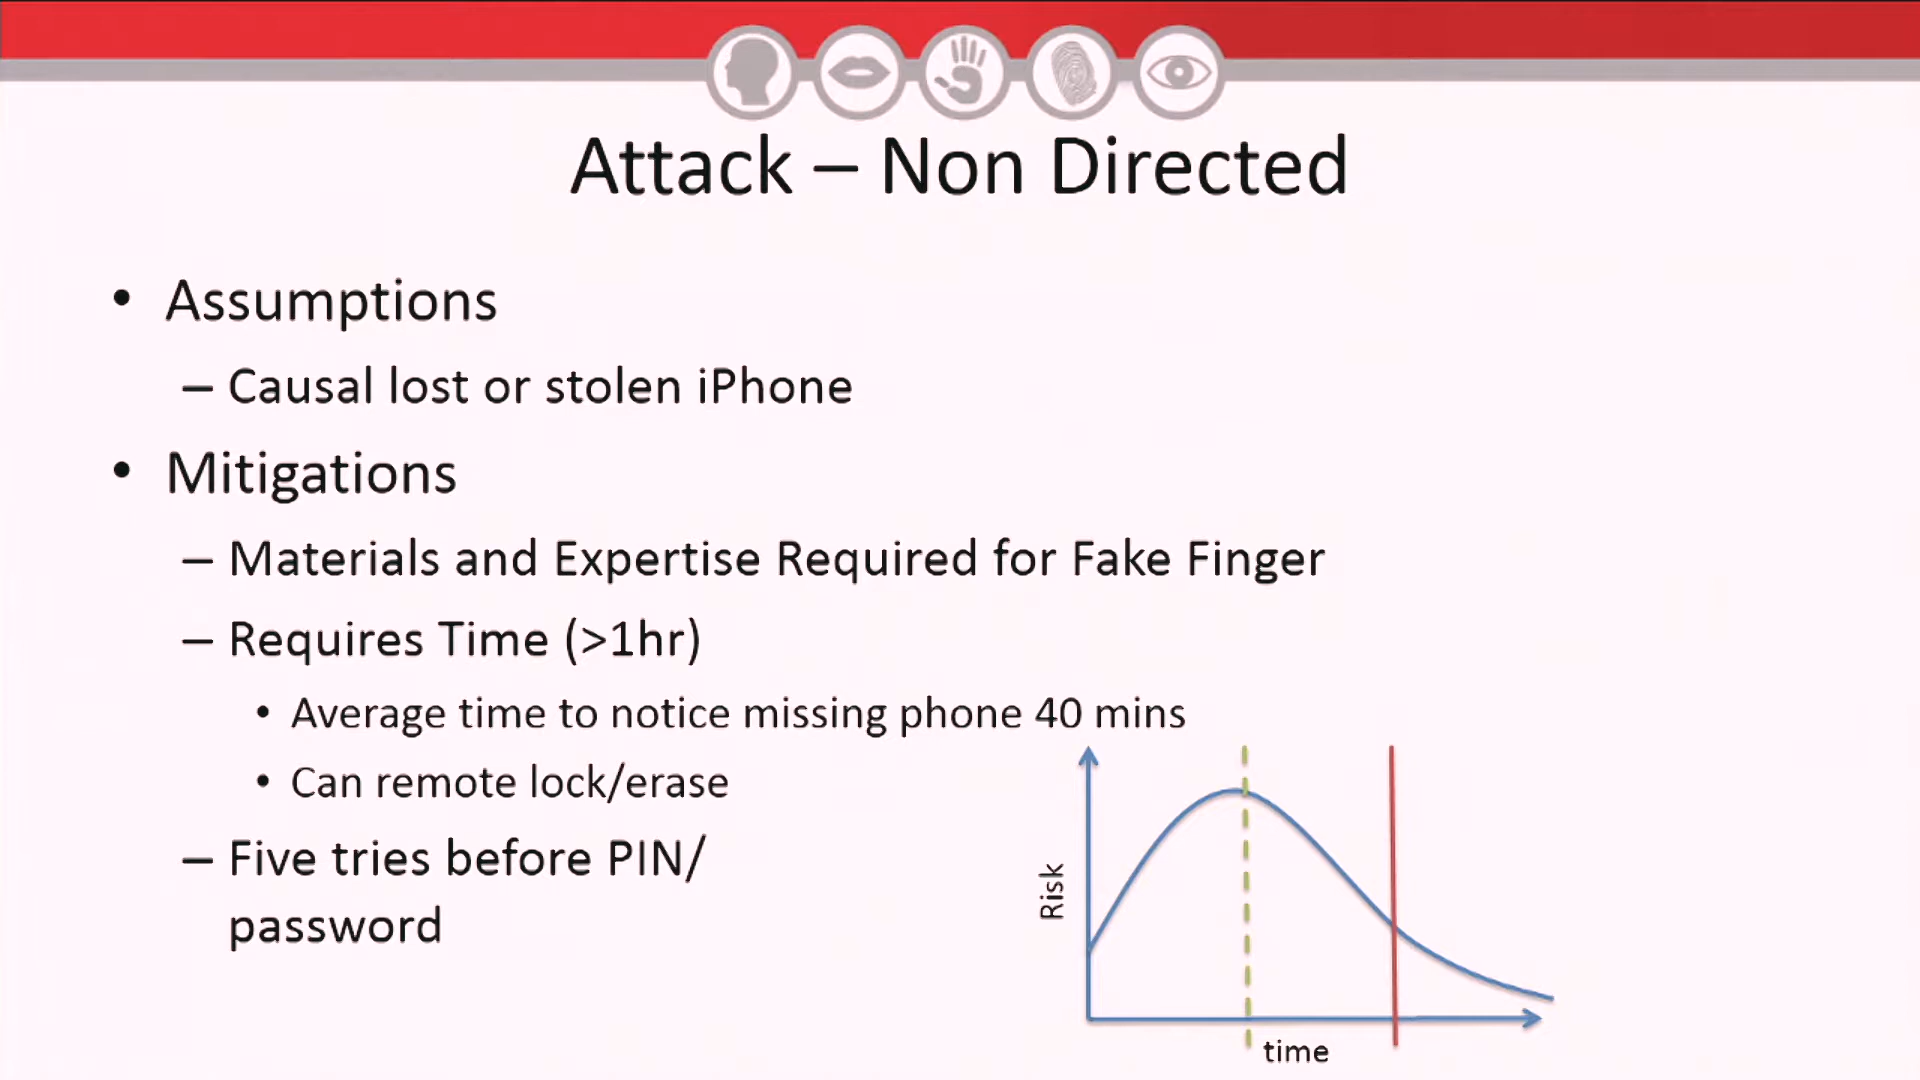 Attack – Non Directed
• Assumptions
– Causal lost or stolen iPhone
• Mitigations
– Materials and Expertise Required for Fake Finger
– Requires Time (>1hr)
• Average time to notice missing phone 40 mins
• Can remote lock/erase
– Five tries before PIN/
password
Risk
time